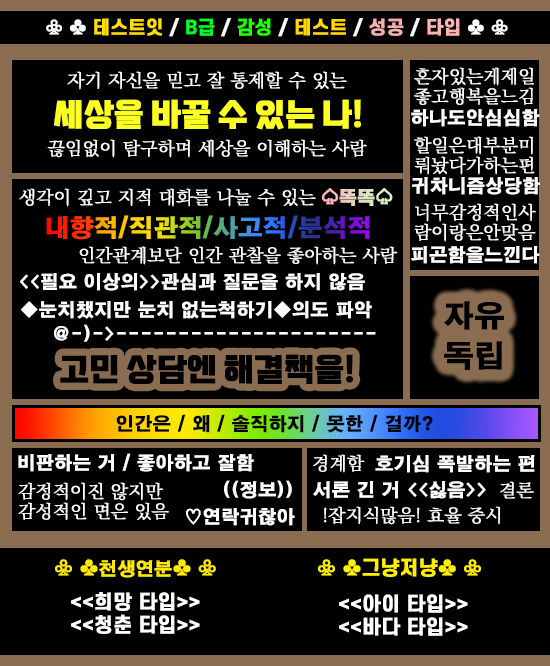 ♧ ♣ 테스트잇 / B급 / 감성 / 테스트 / 성공 / 타입 ♣ ♧
자기 자신을 믿고 잘 통제할 수 있는
세상을 바꿀 수 있는 나!
끊임없이 탐구하며 세상을 이해하는 사람
혼자있는게제일
좋고행복을느낌
하나도안심심함
할일은대부분미
뤄놨다가하는편
귀차니즘상당함
너무감정적인사
람이랑은안맞음
피곤함을느낀다
생각이 깊고 지적 대화를 나눌 수 있는 ♤똑똑♤
내향적/직관적/사고적/분석적
인간관계보단 인간 관찰을 좋아하는 사람
<<필요 이상의>>관심과 질문을 하지 않음
◆눈치챘지만 눈치 없는척하기◆의도 파악
@-)->---------------------
고민 상담엔 해결책을!
자유
독립
인간은 / 왜 / 솔직하지 / 못한 / 걸까?
비판하는 거 / 좋아하고 잘함
감정적이진 않지만 ((정보))
감성적인 면은 있음 ♡연락귀찮아
경계함 호기심 폭발하는 편
서론 긴 거 <<싫음>> 결론
!잡지식많음! 효율 중시
♧ ♣천생연분♣ ♧
<<희망 타입>>
<<청춘 타입>>
♧ ♣그냥저냥♣ ♧
<<아이 타입>>
<<바다 타입>>